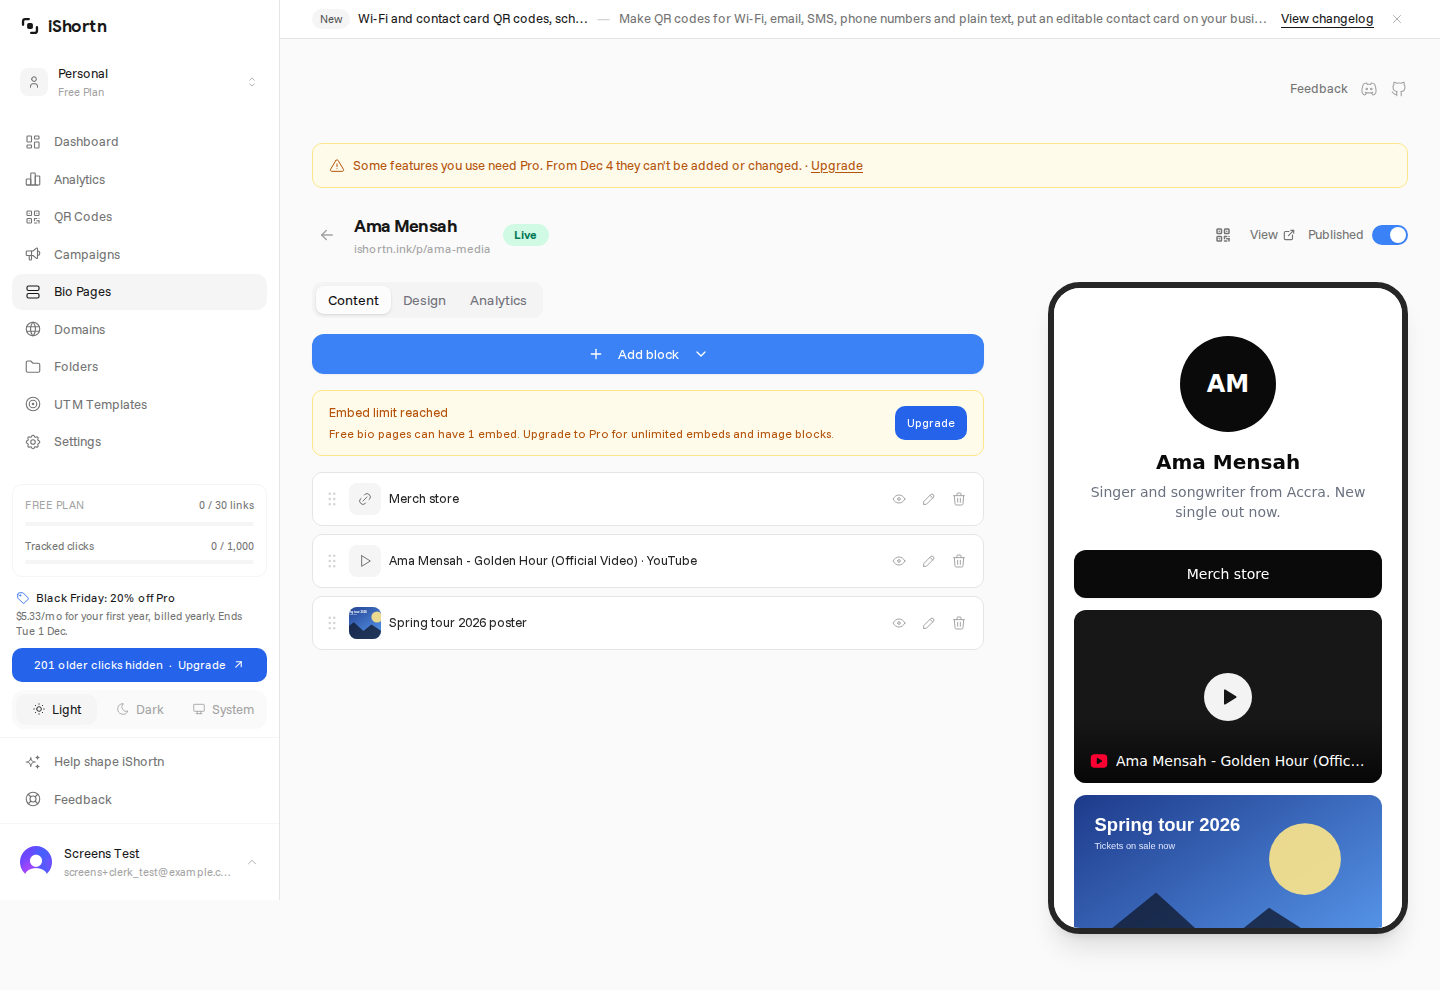 iShortn
New
Wi-Fi and contact card QR codes, sch…
—
Make QR codes for Wi-Fi, email, SMS, phone numbers and plain text, put an editable contact card on your busi…
View changelog
Personal
Free Plan
Feedback
Dashboard
Analytics
QR Codes
Campaigns
Bio Pages
Domains
Folders
UTM Templates
Settings
FREE PLAN
0 / 30 links
Tracked clicks
0 / 1,000
Black Friday: 20% off Pro
$5.33/mo for your first year, billed yearly. Ends
Tue 1 Dec.
201 older clicks hidden · Upgrade
Light
Dark
System
Help shape iShortn
Feedback
Screens Test
screens+clerk_test@example.c…
Some features you use need Pro. From Dec 4 they can't be added or changed. · Upgrade
Ama Mensah
ishortn.ink/p/ama-media
Live
View
Published
Content
Design
Analytics
Add block
Embed limit reached
Free bio pages can have 1 embed. Upgrade to Pro for unlimited embeds and image blocks.
Upgrade
Merch store
Ama Mensah - Golden Hour (Official Video) · YouTube
Spring tour 2026 poster
AM
Ama Mensah
Singer and songwriter from Accra. New
single out now.
Merch store
Ama Mensah - Golden Hour (Offic…
Spring tour 2026
Tickets on sale now